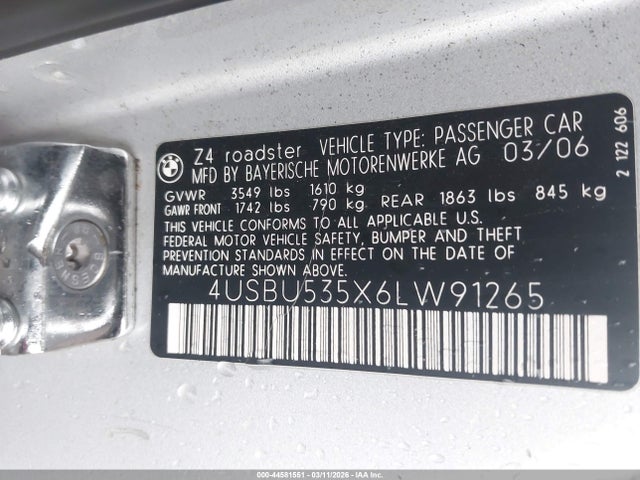 BMW
Z4 roadster VEHICLE TYPE: PASSENGER CAR
MFD BY BAYERISCHE MOTORENWERKE AG 03/06
GVWR 3549 lbs 1610 kg
GAWR FRONT 1742 lbs 790 kg REAR 1863 lbs 845 kg
THIS VEHICLE CONFORMS TO ALL APPLICABLE U.S.
FEDERAL MOTOR VEHICLE SAFETY, BUMPER AND THEFT
PREVENTION STANDARDS IN EFFECT ON THE DATE OF
MANUFACTURE SHOWN ABOVE.
4USBU535X6LW91265
2 122 606
000-44581551 - 03/11/2026 - IAA Inc.